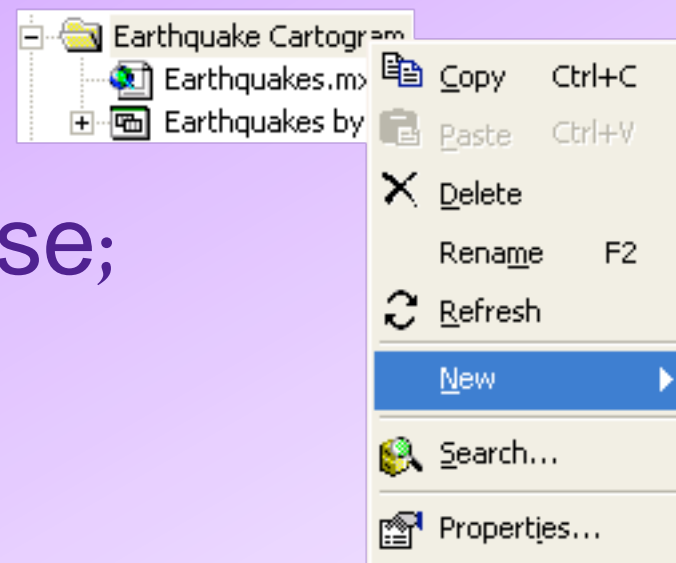 Earthquake Cartogram
Earthquakes.mx
Earthquakes by
se;
Copy Ctrl+C
Paste Ctrl+V
Delete
Rename F2
Refresh
New
Search...
Properties...